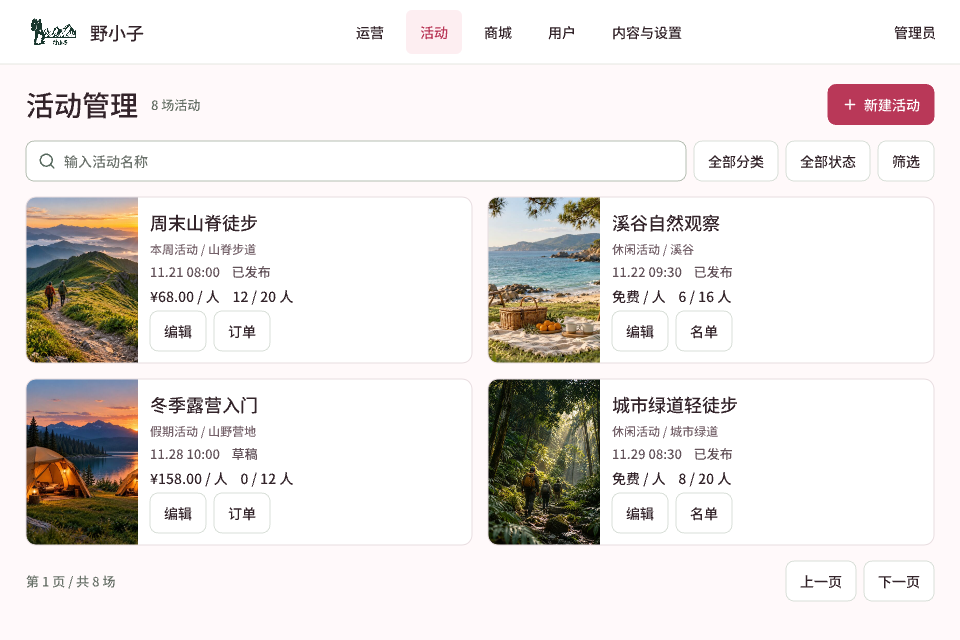 野小子
运营
活动
商城
用户
内容与设置
管理员
活动管理
8 场活动
+ 新建活动
输入活动名称
全部分类
全部状态
筛选
周末山脊徒步
本周活动 / 山脊步道
11.21 08:00 已发布
¥68.00 / 人 12 / 20 人
编辑
订单
溪谷自然观察
休闲活动 / 溪谷
11.22 09:30 已发布
免费 / 人 6 / 16 人
编辑
名单
冬季露营入门
假期活动 / 山野营地
11.28 10:00 草稿
¥158.00 / 人 0 / 12 人
编辑
订单
城市绿道轻徒步
休闲活动 / 城市绿道
11.29 08:30 已发布
免费 / 人 8 / 20 人
编辑
名单
第 1 页 / 共 8 场
上一页
下一页